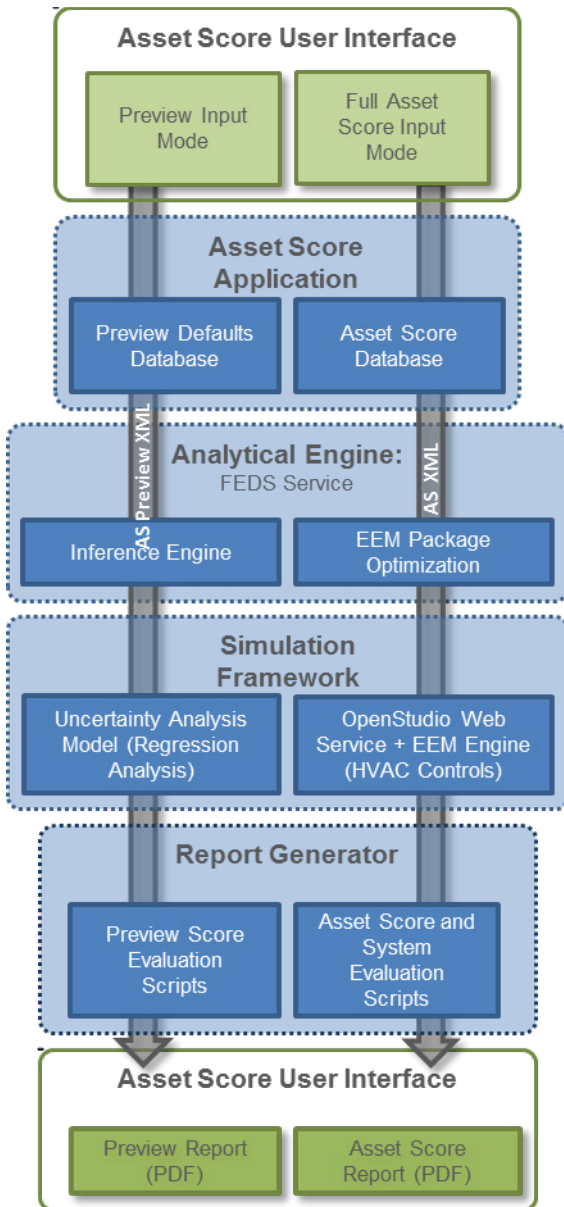 Asset Score User Interface
Preview Input
Mode
Full Asset
Score Input
Mode
Asset Score
Application
Preview Defaults
Database
Asset Score
Database
AS Preview XML
AS XML
Analytical Engine:
FEDS Service
Inference Engine
EEM Package
Optimization
Simulation
Framework
Uncertainty Analysis
Model (Regression
Analysis)
OpenStudio Web
Service + EEM Engine
(HVAC Controls)
Report Generator
Preview Score
Evaluation
Scripts
Asset Score and
System
Evaluation
Scripts
Asset Score User Interface
Preview Report
(PDF)
Asset Score
Report (PDF)